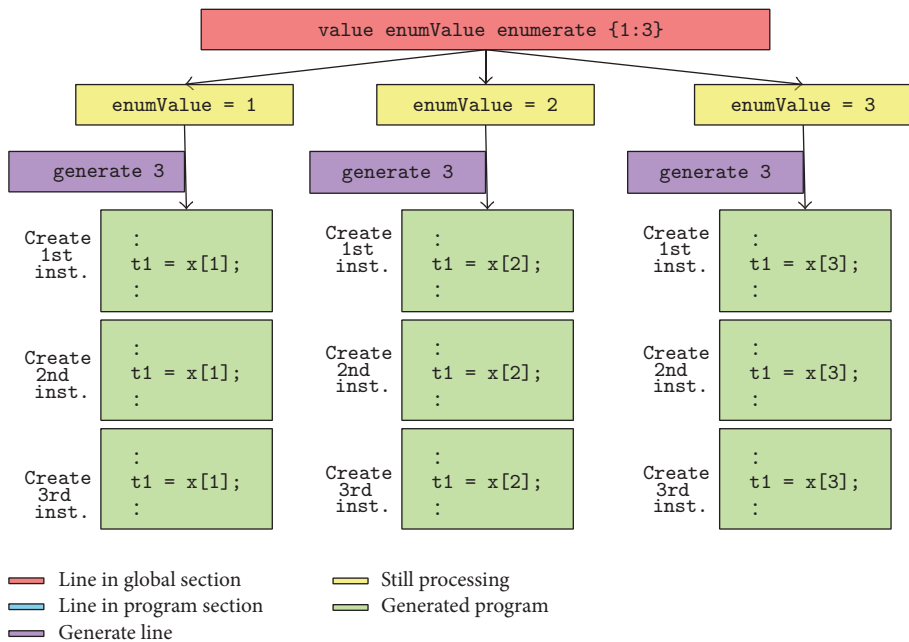 value enumValue enumerate {1:3}
enumValue = 1
enumValue = 2
enumValue = 3
generate 3
generate 3
generate 3
Create
1st
inst.
:
t1 = x[1];
:
Create
1st
inst.
:
t1 = x[2];
:
Create
1st
inst.
:
t1 = x[3];
:
Create
2nd
inst.
:
t1 = x[1];
:
Create
2nd
inst.
:
t1 = x[2];
:
Create
2nd
inst.
:
t1 = x[3];
:
Create
3rd
inst.
:
t1 = x[1];
:
Create
3rd
inst.
:
t1 = x[2];
:
Create
3rd
inst.
:
t1 = x[3];
:
Line in global section
Line in program section
Generate line
Still processing
Generated program